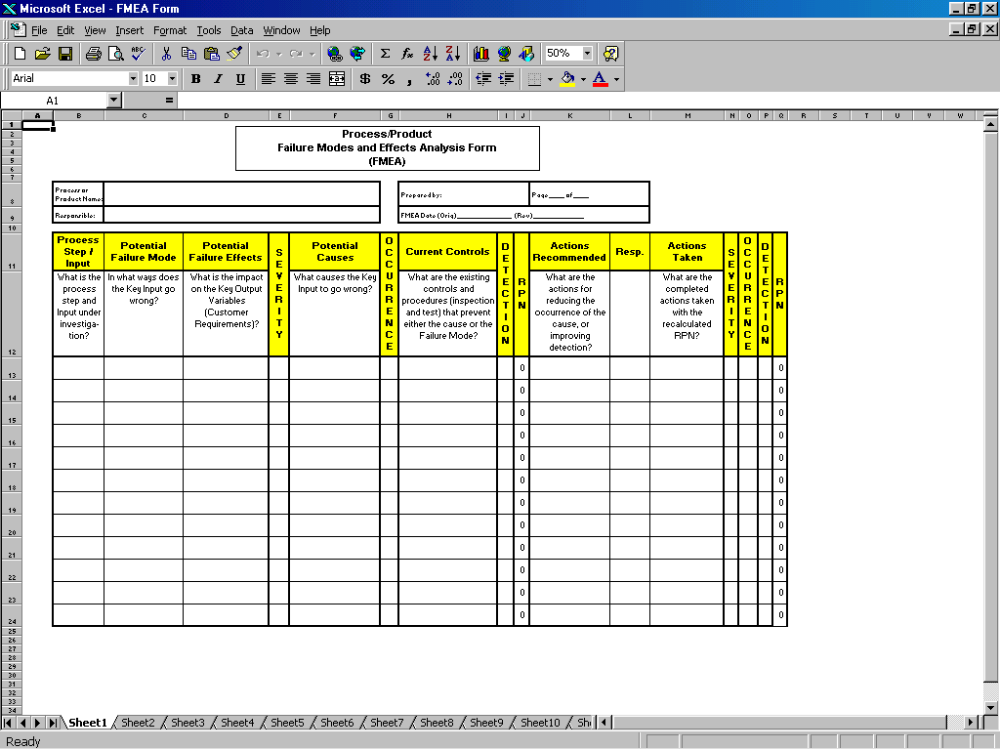 Microsoft Excel - FMEA Form
File Edit View Insert Format Tools Data Window Help
50%
Arial 10 B I U $ % ,
A1 =
A B C D E F G H I J K L M N O P Q R S T U V W
Process/Product
Failure Modes and Effects Analysis Form
(FMEA)
Process or
Product Name:
Prepared by: Page____ of____
Responsible:
FMEA Date (Orig)______________ (Rev)_____________
Process
Step /
Input
Potential
Failure Mode
Potential
Failure Effects
SEVERITY
Potential
Causes
OCCURRENCE
Current Controls
DETECTION
RPN
Actions
Recommended
Resp.
Actions
Taken
SEVERITY
OCCURRENCE
DETECTION
RPN
What is the
process
step and
Input under
investiga-
tion?
In what ways does
the Key Input go
wrong?
What is the impact
on the Key Output
Variables
(Customer
Requirements)?
What causes the Key
Input to go wrong?
What are the existing
controls and
procedures (inspection
and test) that prevent
either the cause or the
Failure Mode?
What are the
actions for
reducing the
occurrence of the
cause, or
improving
detection?
What are the
completed
actions taken
with the
recalculated
RPN?
1
2
3
4
5
6
7
8
9
10
11
12
13 0 0
14 0 0
15 0 0
16 0 0
17 0 0
18 0 0
19 0 0
20 0 0
21 0 0
22 0 0
23 0 0
24 0 0
25
26
27
28
29
30
31
32
33
34
Sheet1 Sheet2 Sheet3 Sheet4 Sheet5 Sheet6 Sheet7 Sheet8 Sheet9 Sheet10 Sh
Ready